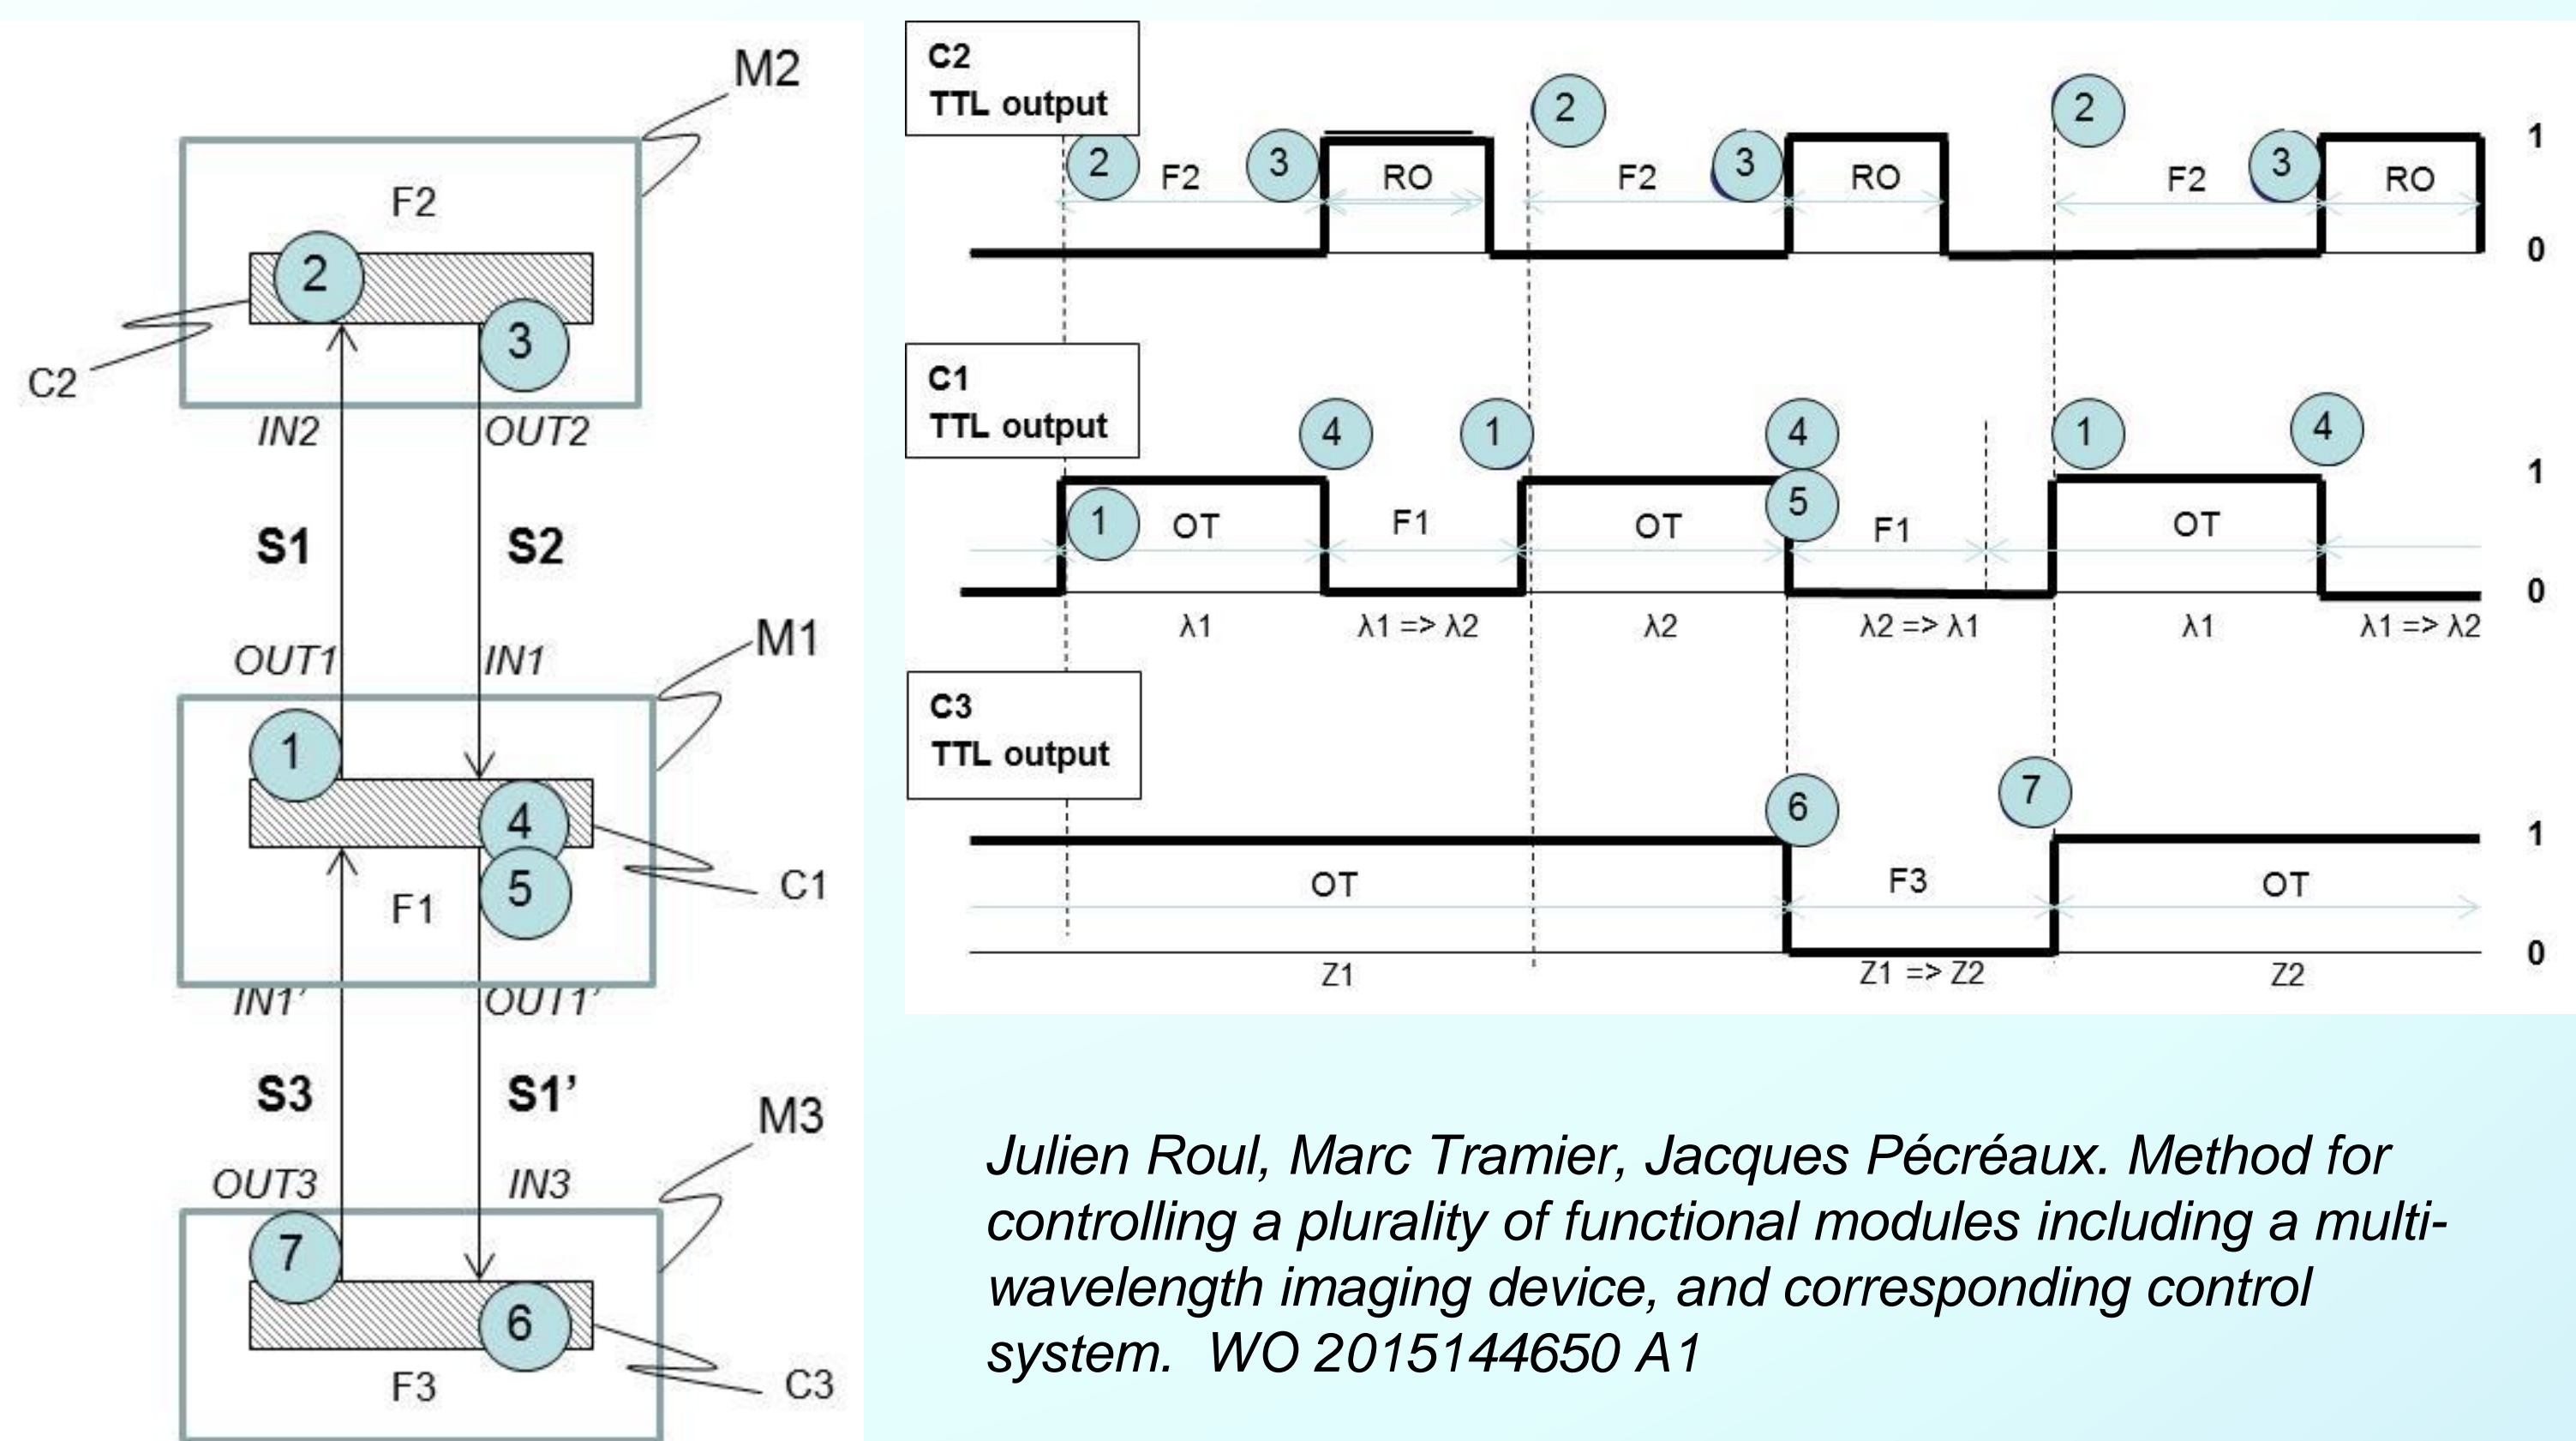 M2
F2
2
3
C2
IN2
OUT2
S1
S2
OUT1
IN1
M1
1
4
5
F1
C1
IN1’
OUT1’
S3
S1’
M3
OUT3
IN3
7
6
F3
C3
C2
TTL output
2
2
2
F2
3
RO
F2
3
RO
F2
3
RO
1
0
C1
TTL output
4
1
4
1
4
1
OT
F1
OT
5
F1
OT
1
0
λ1
λ1 => λ2
λ2
λ2 => λ1
λ1
λ1 => λ2
C3
TTL output
6
7
1
OT
F3
OT
0
Z1
Z1 => Z2
Z2
Julien Roul, Marc Tramier, Jacques Pécréaux. Method for
controlling a plurality of functional modules including a multi-
wavelength imaging device, and corresponding control
system. WO 2015144650 A1